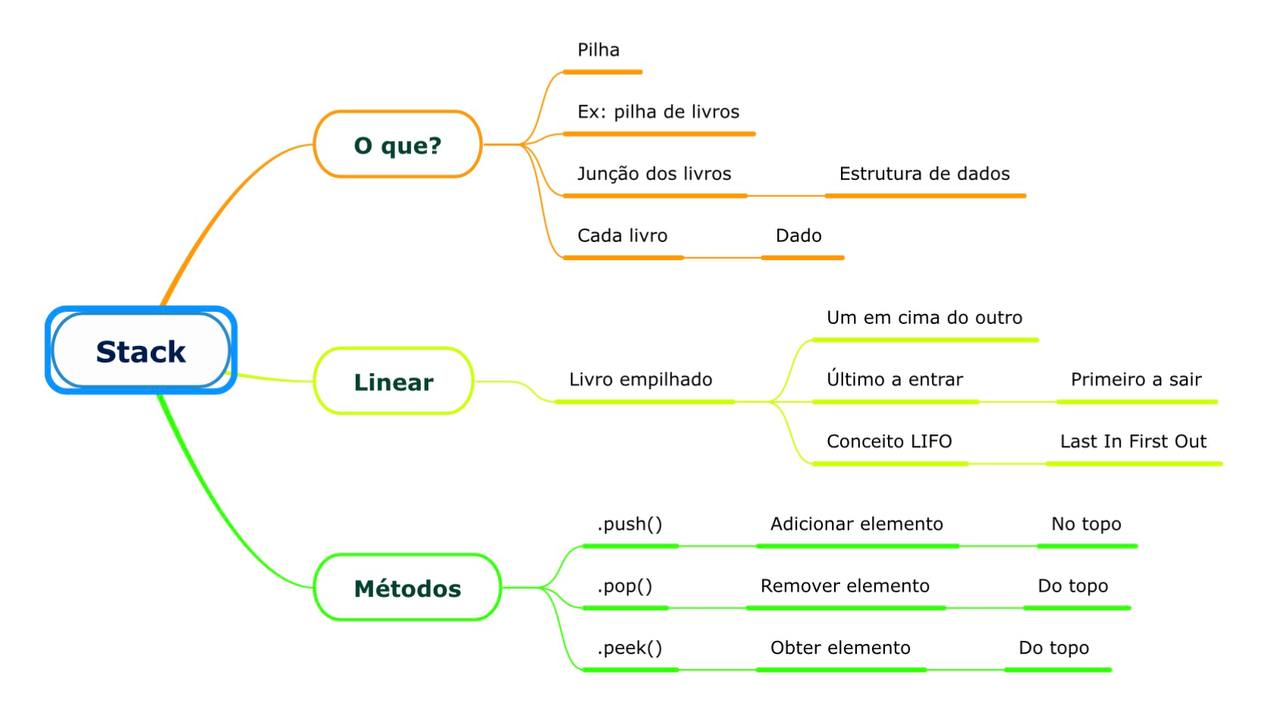 Stack
O que?
Pilha
Ex: pilha de livros
Junção dos livros
Estrutura de dados
Cada livro
Dado
Linear
Livro empilhado
Um em cima do outro
Último a entrar
Primeiro a sair
Conceito LIFO
Last In First Out
Métodos
.push()
Adicionar elemento
No topo
.pop()
Remover elemento
Do topo
.peek()
Obter elemento
Do topo